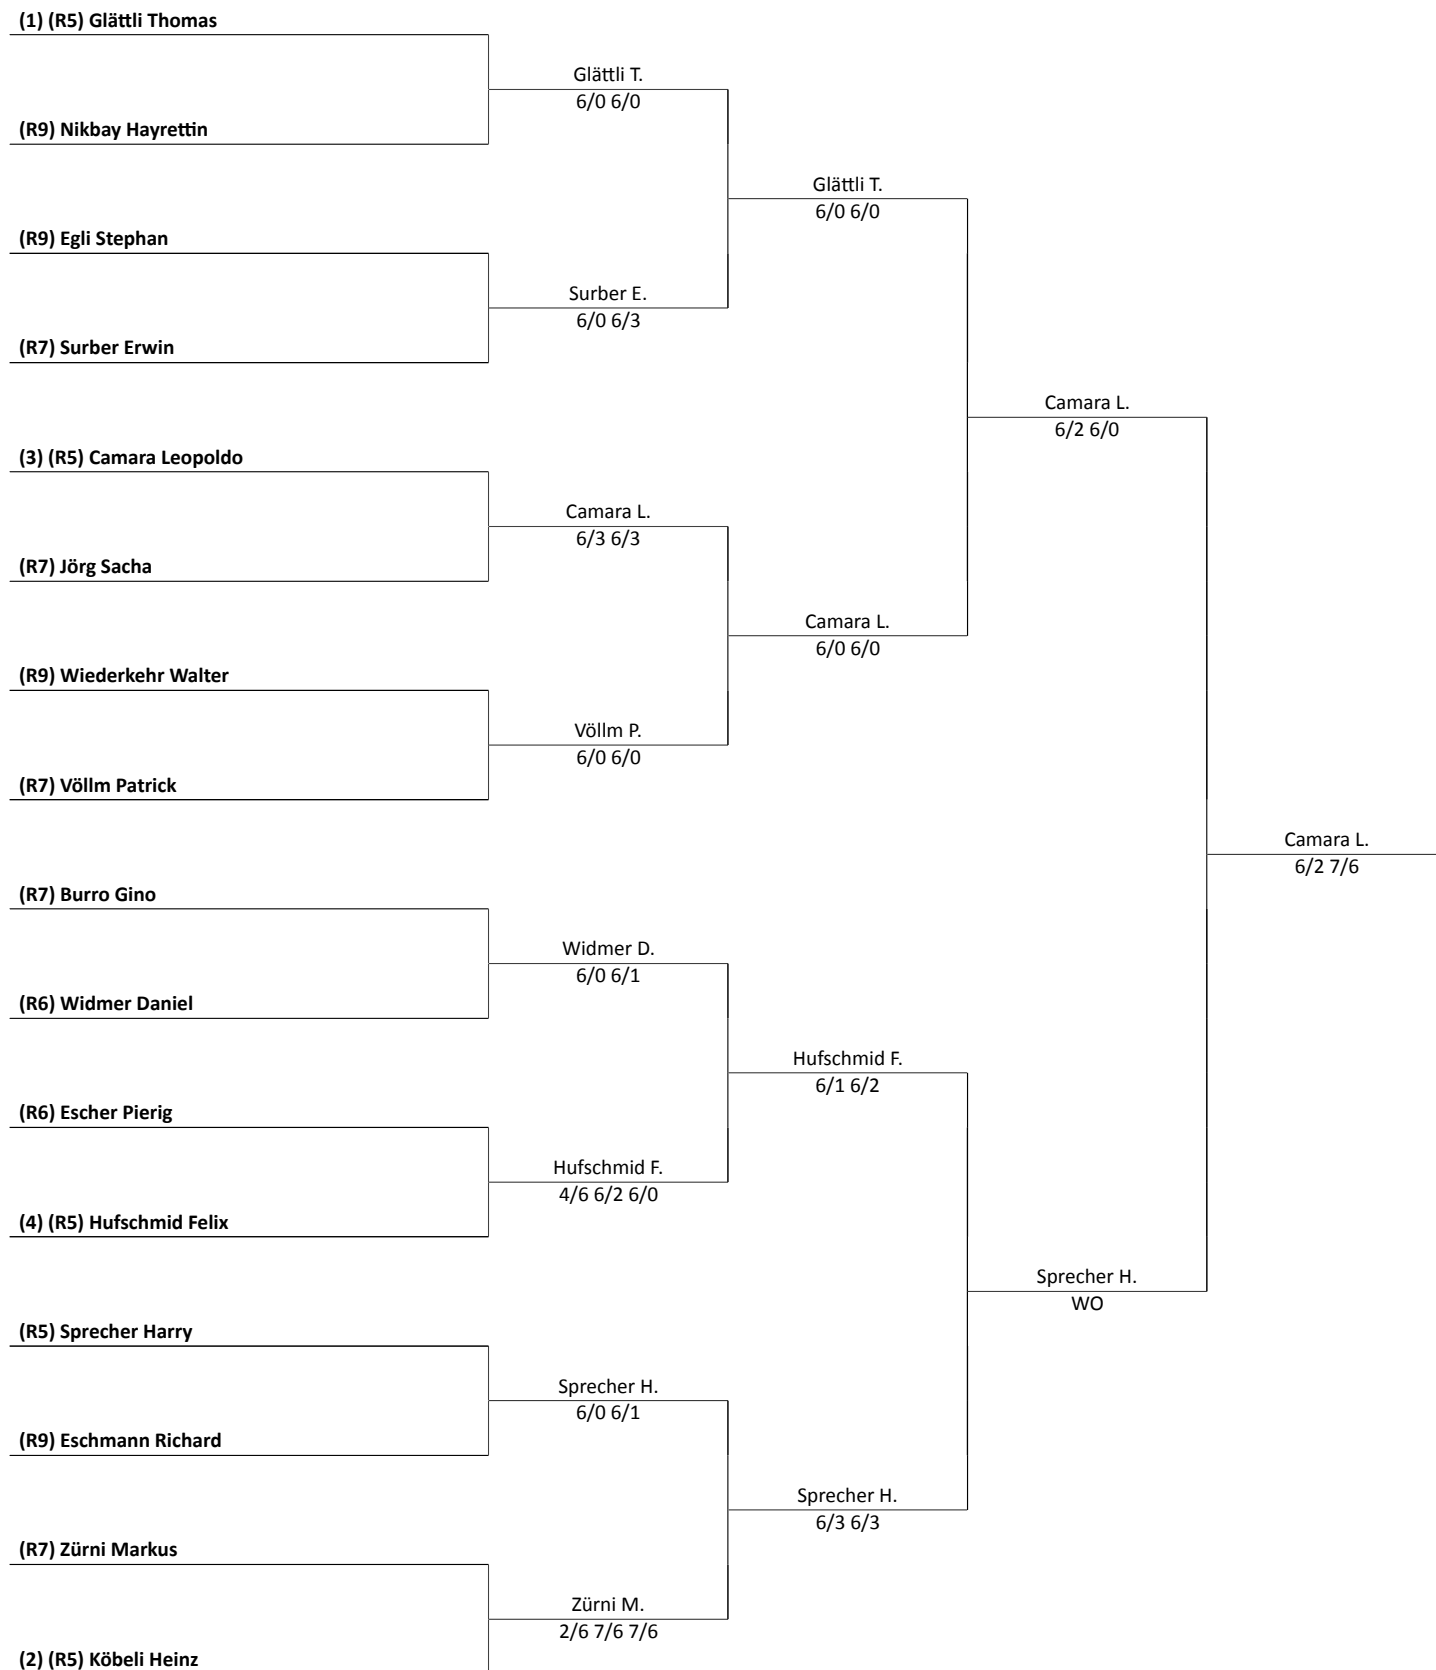 (1) (R5) Glättli Thomas
Glättli T.
6/0 6/0
(R9) Nikbay Hayrettin
Glättli T.
6/0 6/0
(R9) Egli Stephan
Surber E.
6/0 6/3
(R7) Surber Erwin
Camara L.
6/2 6/0
(3) (R5) Camara Leopoldo
Camara L.
6/3 6/3
(R7) Jörg Sacha
Camara L.
6/0 6/0
(R9) Wiederkehr Walter
Völlm P.
6/0 6/0
(R7) Völlm Patrick
Camara L.
6/2 7/6
(R7) Burro Gino
Widmer D.
6/0 6/1
(R6) Widmer Daniel
Hufschmid F.
6/1 6/2
(R6) Escher Pierig
Hufschmid F.
4/6 6/2 6/0
(4) (R5) Hufschmid Felix
Sprecher H.
WO
(R5) Sprecher Harry
Sprecher H.
6/0 6/1
(R9) Eschmann Richard
Sprecher H.
6/3 6/3
(R7) Zürni Markus
Zürni M.
2/6 7/6 7/6
(2) (R5) Köbeli Heinz